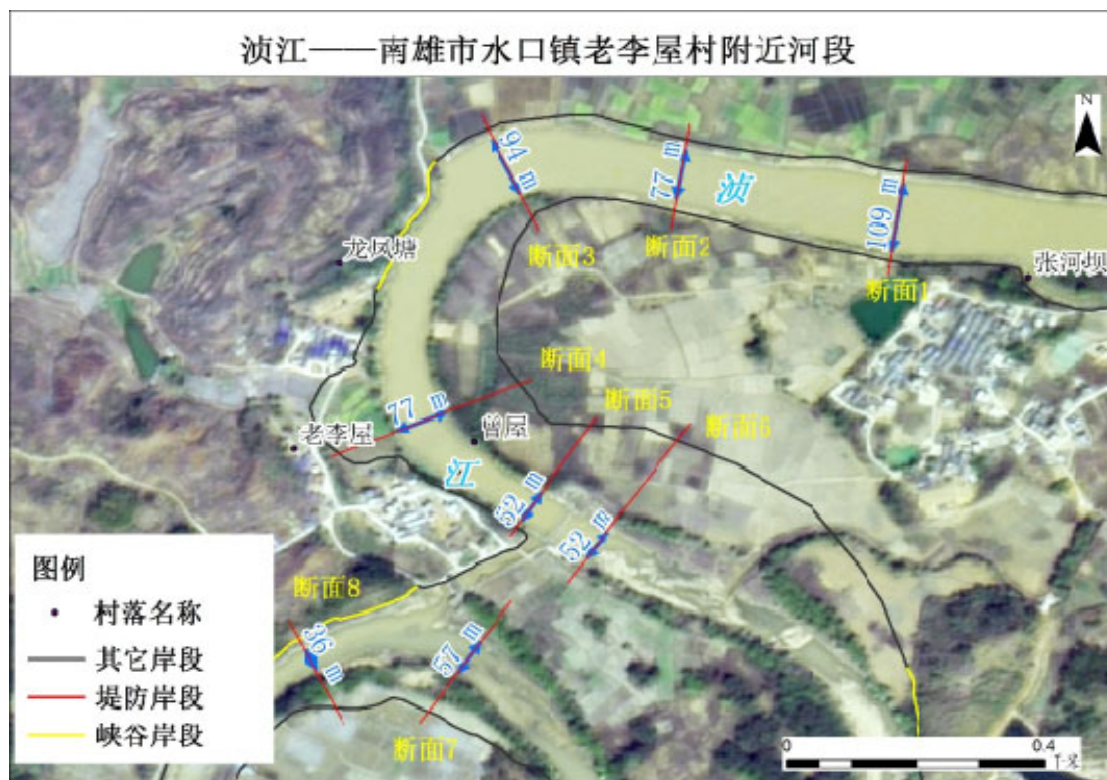 浈江——南雄市水口镇老李屋村附近河段
N
94 m
77 m
浈
109 m
龙凤塘
断面3
断面2
断面1
张河坝
断面4
断面5
断面6
77 m
老李屋
曾屋
江
52 m
52 m
断面8
36 m
57 m
断面7
图例
村落名称
其它岸段
堤防岸段
峡谷岸段
0
0.4
千米